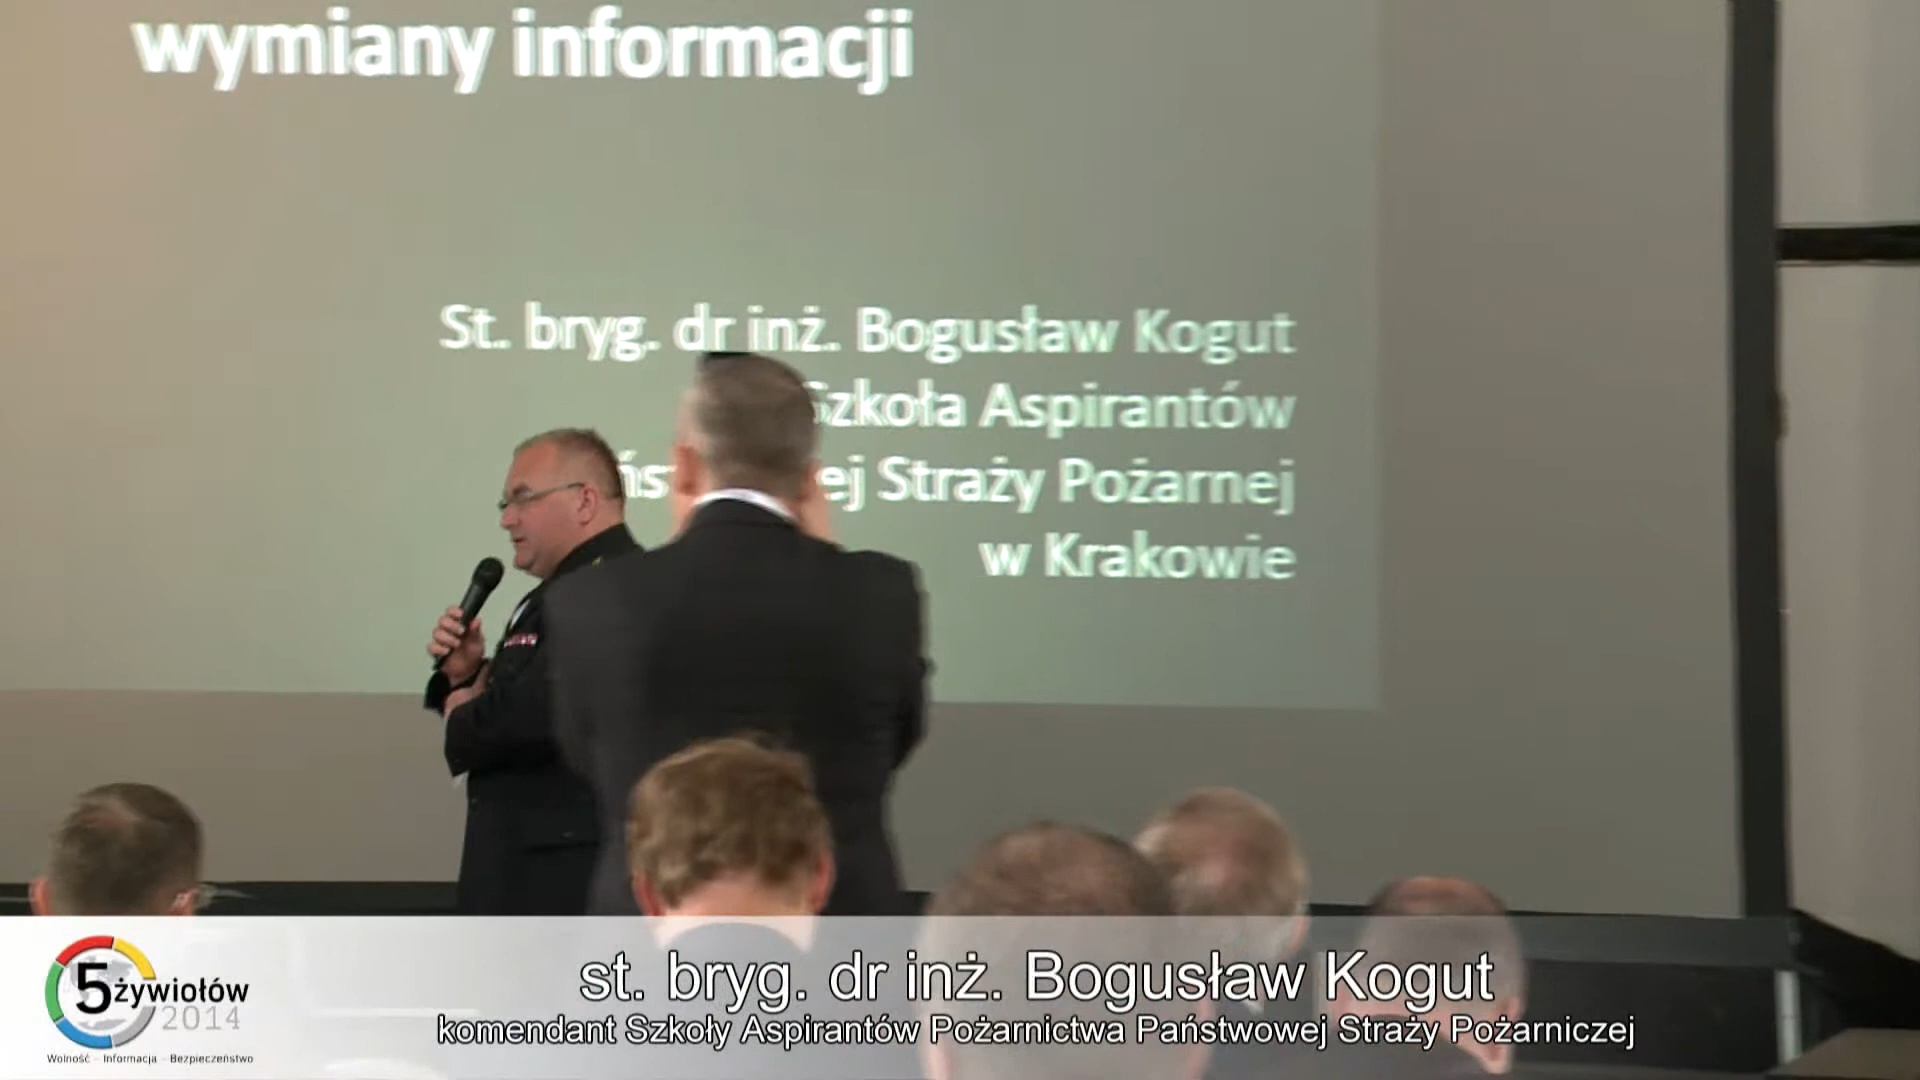 wymiany informacji
St. bryg. dr inż. Bogusław Kogut
Szkoła Aspirantów
ej Straży Pożarnej
w Krakowie
st. bryg. dr inż. Bogusław Kogut
komendant Szkoły Aspirantów Pożarnictwa Państwowej Straży Pożarniczej
5żywiołów
2014
Wolność - Informacja - Bezpieczeństwo